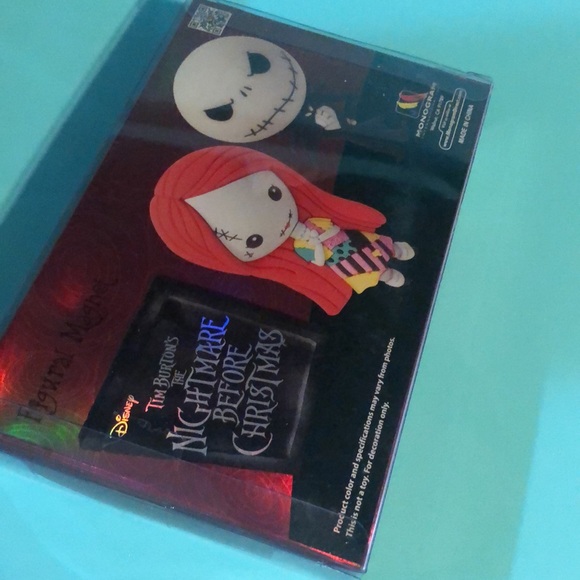 MONOGRAM
MADE IN CHINA
Figural
Disney
TIM BURTON'S
THE
NIGHTMARE
BEFORE
CHRISTMAS
Product color and specifications may vary from photos.
This is not a toy. For decoration only.